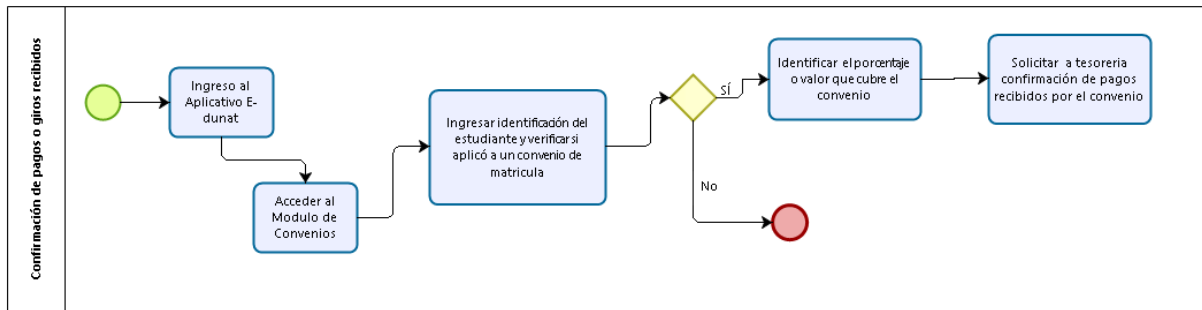 Confirmación de pagos o giros recibidos
Ingreso al
Aplicativo E-
dunat
Acceder al
Modulo de
Convenios
Ingresar identificación del
estudiante y verificar si
aplicó a un convenio de
matricula
SÍ
No
Identificar el porcentaje
o valor que cubre el
convenio
Solicitar a tesoreria
confirmación de pagos
recibidos por el convenio